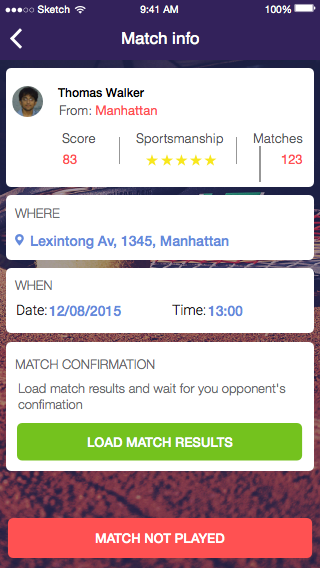 Sketch 9:41 AM 100%
Match info
Thomas Walker
From: Manhattan
Score Sportsmanship Matches
83 123
WHERE
Lexintong Av, 1345, Manhattan
WHEN
Date: 12/08/2015 Time: 13:00
MATCH CONFIRMATION
Load match results and wait for you opponent's
confimation
LOAD MATCH RESULTS
MATCH NOT PLAYED